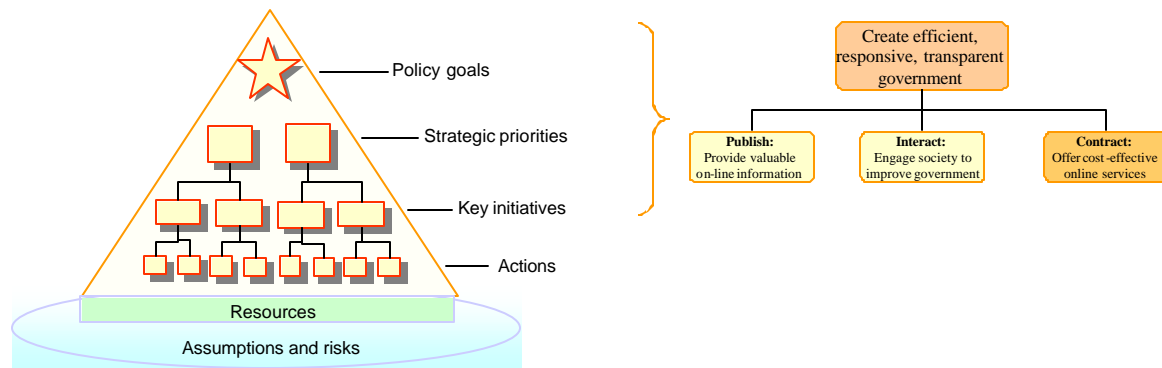 Policy goals
Strategic priorities
Key initiatives
Actions
Resources
Assumptions and risks
Create efficient,
responsive, transparent
government
Publish:
Provide valuable
on-line information
Interact:
Engage society to
improve government
Contract:
Offer cost-effective
online services